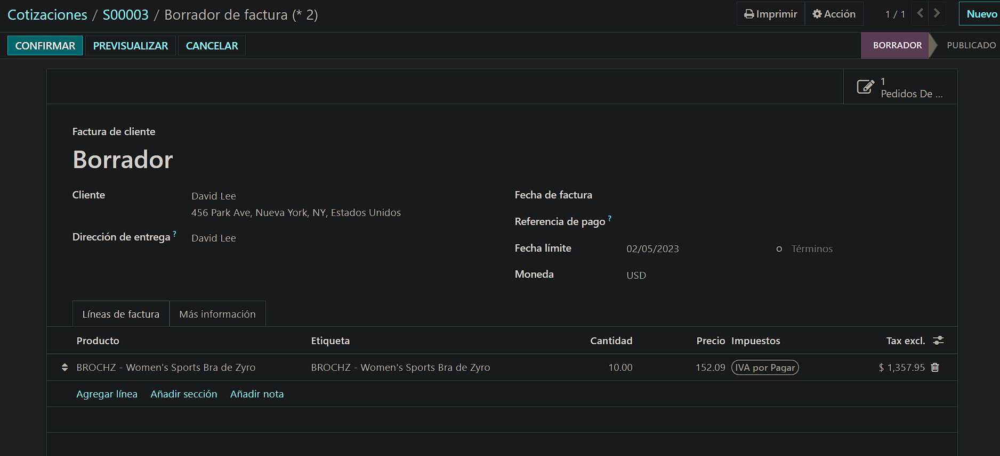 Cotizaciones / S00003 / Borrador de factura (* 2)
Imprimir Acción 1 / 1 Nuevo
CONFIRMAR PREVISUALIZAR CANCELAR BORRADOR PUBLICADO
1
Pedidos De ...
Factura de cliente
Borrador
Cliente David Lee
456 Park Ave, Nueva York, NY, Estados Unidos
Dirección de entrega ? David Lee
Fecha de factura
Referencia de pago ?
Fecha límite 02/05/2023 o Términos
Moneda USD
Líneas de factura Más información
Producto Etiqueta Cantidad Precio Impuestos Tax excl.
BROCHZ - Women's Sports Bra de Zyro BROCHZ - Women's Sports Bra de Zyro 10.00 152.09 IVA por Pagar $ 1,357.95
Agregar línea Añadir sección Añadir nota